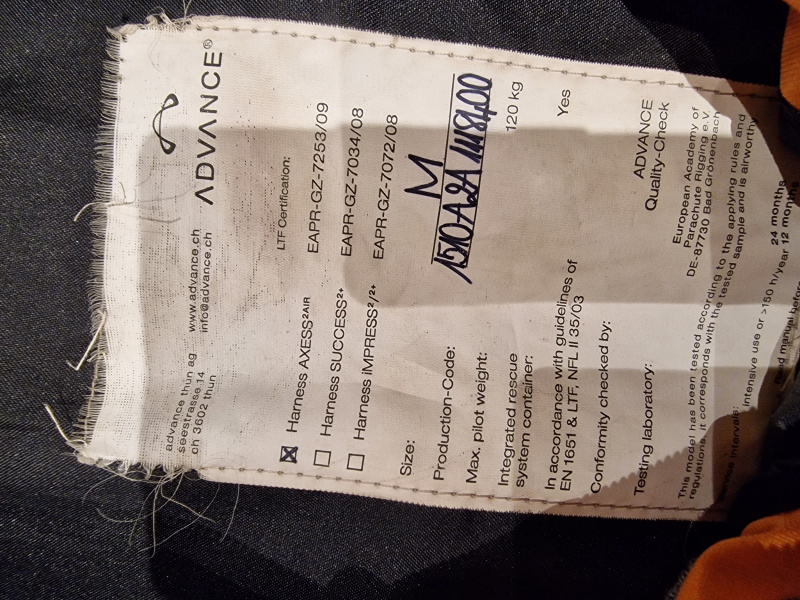 advance thun ag
seestrasse 14
ch 3602 thun
www.advance.ch
info@advance.ch
ADVANCE®
LTF Certification:
☒ Harness AXESS²AIR EAPR-GZ-7253/09
☐ Harness SUCCESS²⁺ EAPR-GZ-7034/08
☐ Harness IMPRESS²/²⁺ EAPR-GZ-7072/08
Size: M
Production-Code:
Max. pilot weight: 120 kg
Integrated rescue
system container: Yes
In accordance with guidelines of
EN 1651 & LTF, NFL II 35/03
Conformity checked by: ADVANCE
Quality-Check
Testing laboratory: European Academy of
Parachute Rigging e.V.
DE-87730 Bad Grönenbach
This model has been tested according to the applying rules and
regulations, it corresponds with the tested sample and is airworthy
intervals: 24 months
Intensive use or >150 h/year 12 months
manual before